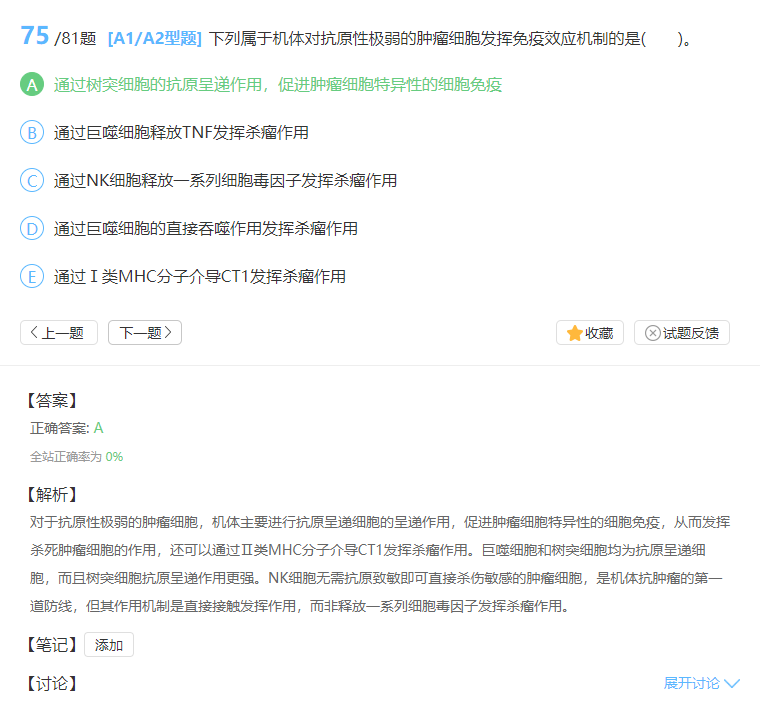 75 /81题 [A1/A2型题] 下列属于机体对抗原性极弱的肿瘤细胞发挥免疫效应机制的是(  )。
A 通过树突细胞的抗原呈递作用，促进肿瘤细胞特异性的细胞免疫
B 通过巨噬细胞释放TNF发挥杀瘤作用
C 通过NK细胞释放一系列细胞毒因子发挥杀瘤作用
D 通过巨噬细胞的直接吞噬作用发挥杀瘤作用
E 通过Ⅰ类MHC分子介导CT1发挥杀瘤作用
上一题 下一题 收藏 试题反馈
【答案】
正确答案: A
全站正确率为 0%
【解析】
对于抗原性极弱的肿瘤细胞，机体主要进行抗原呈递细胞的呈递作用，促进肿瘤细胞特异性的细胞免疫，从而发挥
杀死肿瘤细胞的作用，还可以通过Ⅱ类MHC分子介导CT1发挥杀瘤作用。巨噬细胞和树突细胞均为抗原呈递细
胞，而且树突细胞抗原呈递作用更强。NK细胞无需抗原致敏即可直接杀伤敏感的肿瘤细胞，是机体抗肿瘤的第一
道防线，但其作用机制是直接接触发挥作用，而非释放一系列细胞毒因子发挥杀瘤作用。
【笔记】 添加
【讨论】 展开讨论